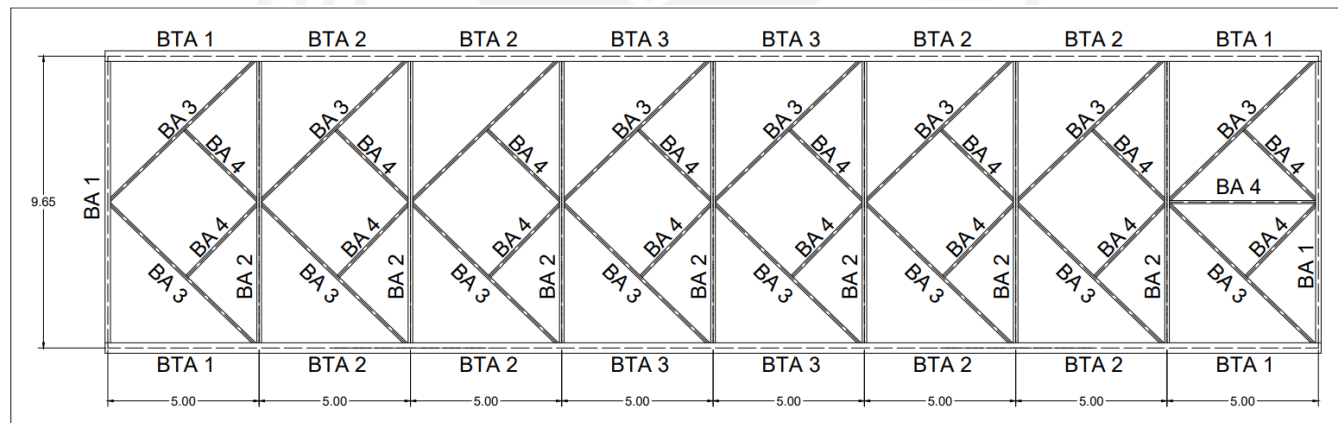 BTA 1 BTA 2 BTA 2 BTA 3 BTA 3 BTA 2 BTA 2 BTA 1
BA 3 BA 3 BA 3 BA 3 BA 3 BA 3
BA 4 BA 4 BA 4 BA 4 BA 4 BA 4 BA 4 BA 4
BA 4
9.65 BA 1
BA 4 BA 4 BA 4 BA 4 BA 4 BA 4 BA 4 BA 4
BA 2 BA 2 BA 2 BA 2 BA 2 BA 1
BA 3 BA 3 BA 3 BA 3 BA 3 BA 3 BA 3 BA 3
BTA 1 BTA 2 BTA 2 BTA 3 BTA 3 BTA 2 BTA 2 BTA 1
5.00 5.00 5.00 5.00 5.00 5.00 5.00 5.00